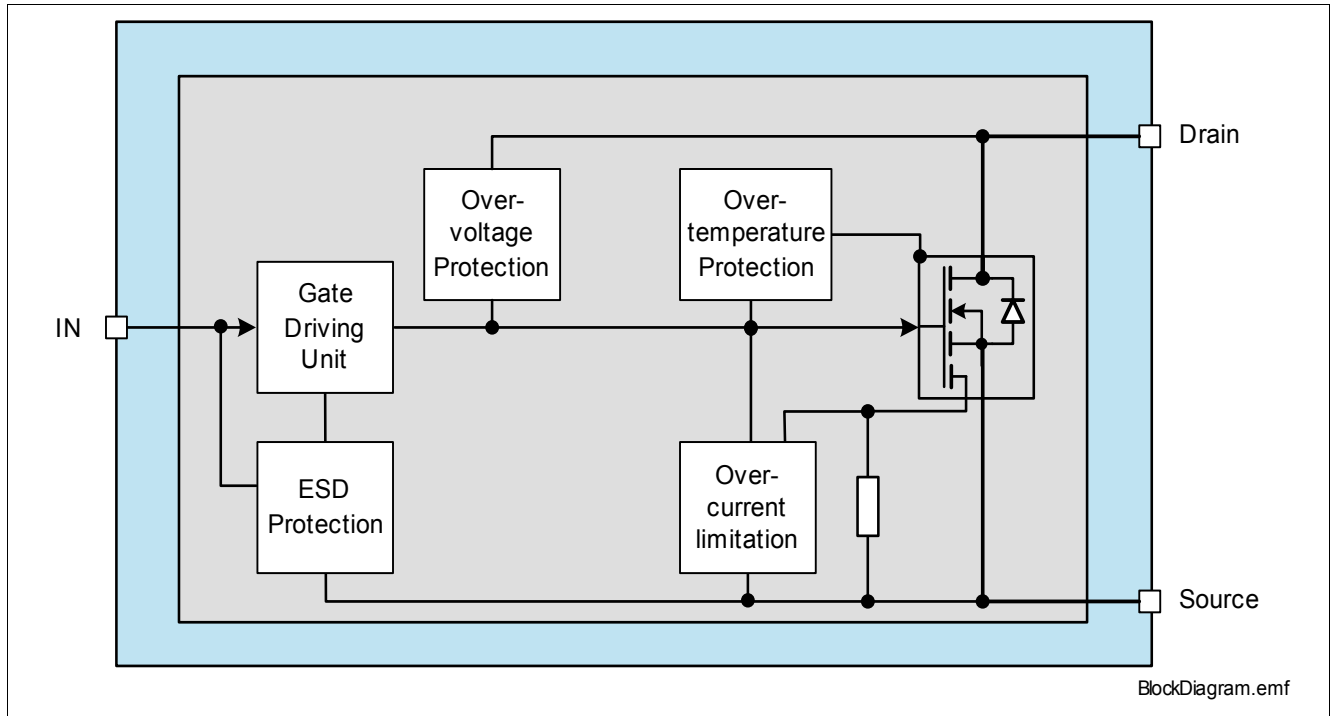 Drain
Over-
voltage
Protection
Over-
temperature
Protection
Gate
Driving
Unit
IN
ESD
Protection
Over-
current
limitation
Source
BlockDiagram.emf